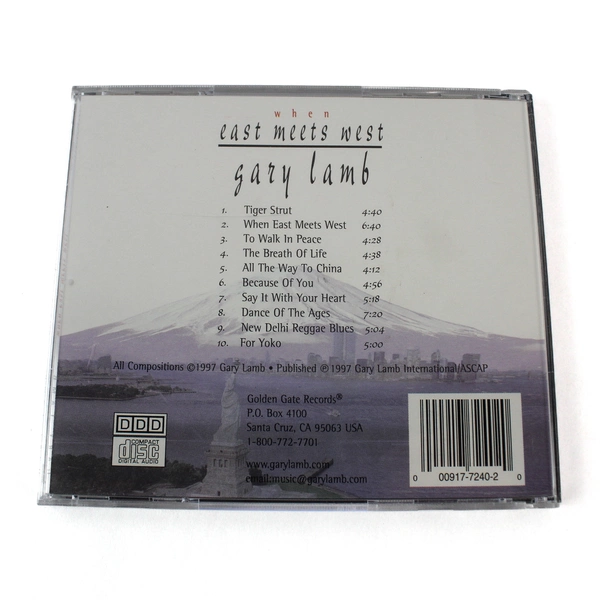 when
east meets west
gary lamb
1. Tiger Strut 4:40
2. When East Meets West 6:40
3. To Walk In Peace 4:28
4. The Breath Of Life 4:38
5. All The Way To China 4:12
6. Because Of You 4:56
7. Say It With Your Heart 5:18
8. Dance Of The Ages 7:20
9. New Delhi Reggae Blues 5:04
10. For Yoko 5:00
All Compositions ©1997 Gary Lamb • Published ℗ 1997 Gary Lamb International/ASCAP
Golden Gate Records®
P.O. Box 4100
Santa Cruz, CA 95063 USA
1-800-772-7701
www.garylamb.com
email:music@garylamb.com
DDD
COMPACT
disc
DIGITAL AUDIO
0 00917-7240-2 0